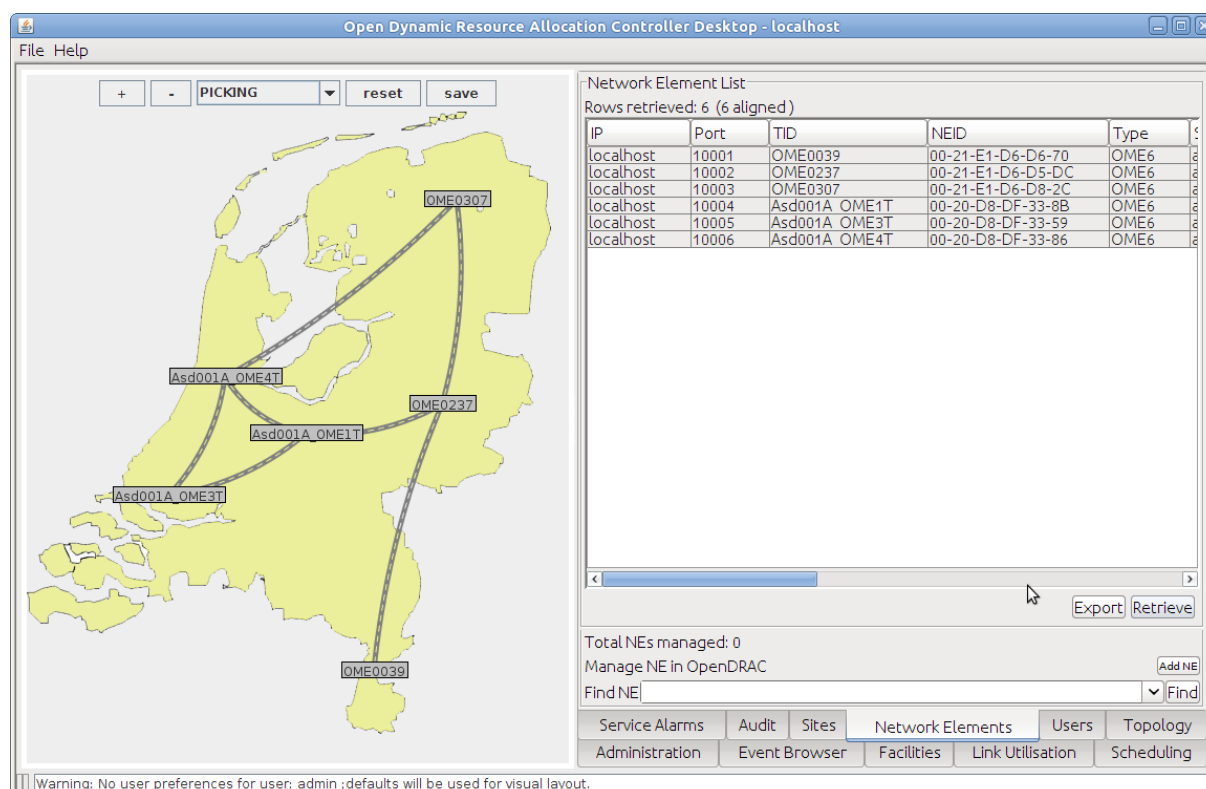 Open Dynamic Resource Allocation Controller Desktop - localhost
File Help
+ - PICKING reset save
OME0307
Asd001A_OME4T
OME0237
Asd001A_OME1T
Asd001A_OME3T
OME0039
Network Element List
Rows retrieved: 6 (6 aligned )
IP Port TID NEID Type
localhost 10001 OME0039 00-21-E1-D6-D6-70 OME6
localhost 10002 OME0237 00-21-E1-D6-D5-DC OME6
localhost 10003 OME0307 00-21-E1-D6-D8-2C OME6
localhost 10004 Asd001A_OME1T 00-20-D8-DF-33-8B OME6
localhost 10005 Asd001A_OME3T 00-20-D8-DF-33-59 OME6
localhost 10006 Asd001A_OME4T 00-20-D8-DF-33-86 OME6
Export Retrieve
Total NEs managed: 0
Manage NE in OpenDRAC Add NE
Find NE Find
Service Alarms Audit Sites Network Elements Users Topology
Administration Event Browser Facilities Link Utilisation Scheduling
Warning: No user preferences for user: admin ;defaults will be used for visual layout.